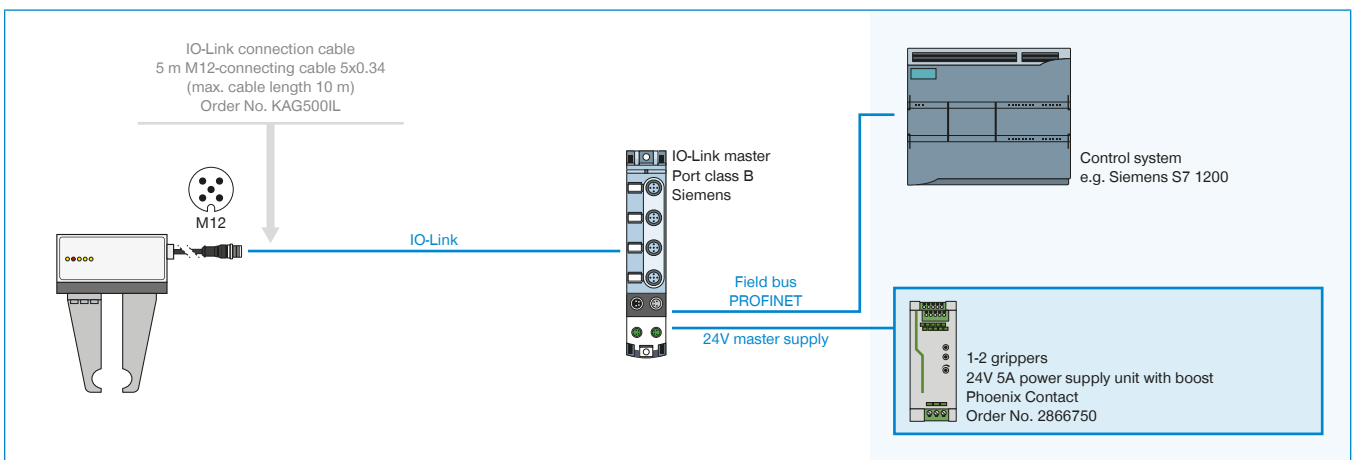 IO-Link connection cable
5 m M12-connecting cable 5x0.34
(max. cable length 10 m)
Order No. KAG500IL
M12
IO-Link
IO-Link master
Port class B
Siemens
Field bus
PROFINET
24V master supply
Control system
e.g. Siemens S7 1200
1-2 grippers
24V 5A power supply unit with boost
Phoenix Contact
Order No. 2866750